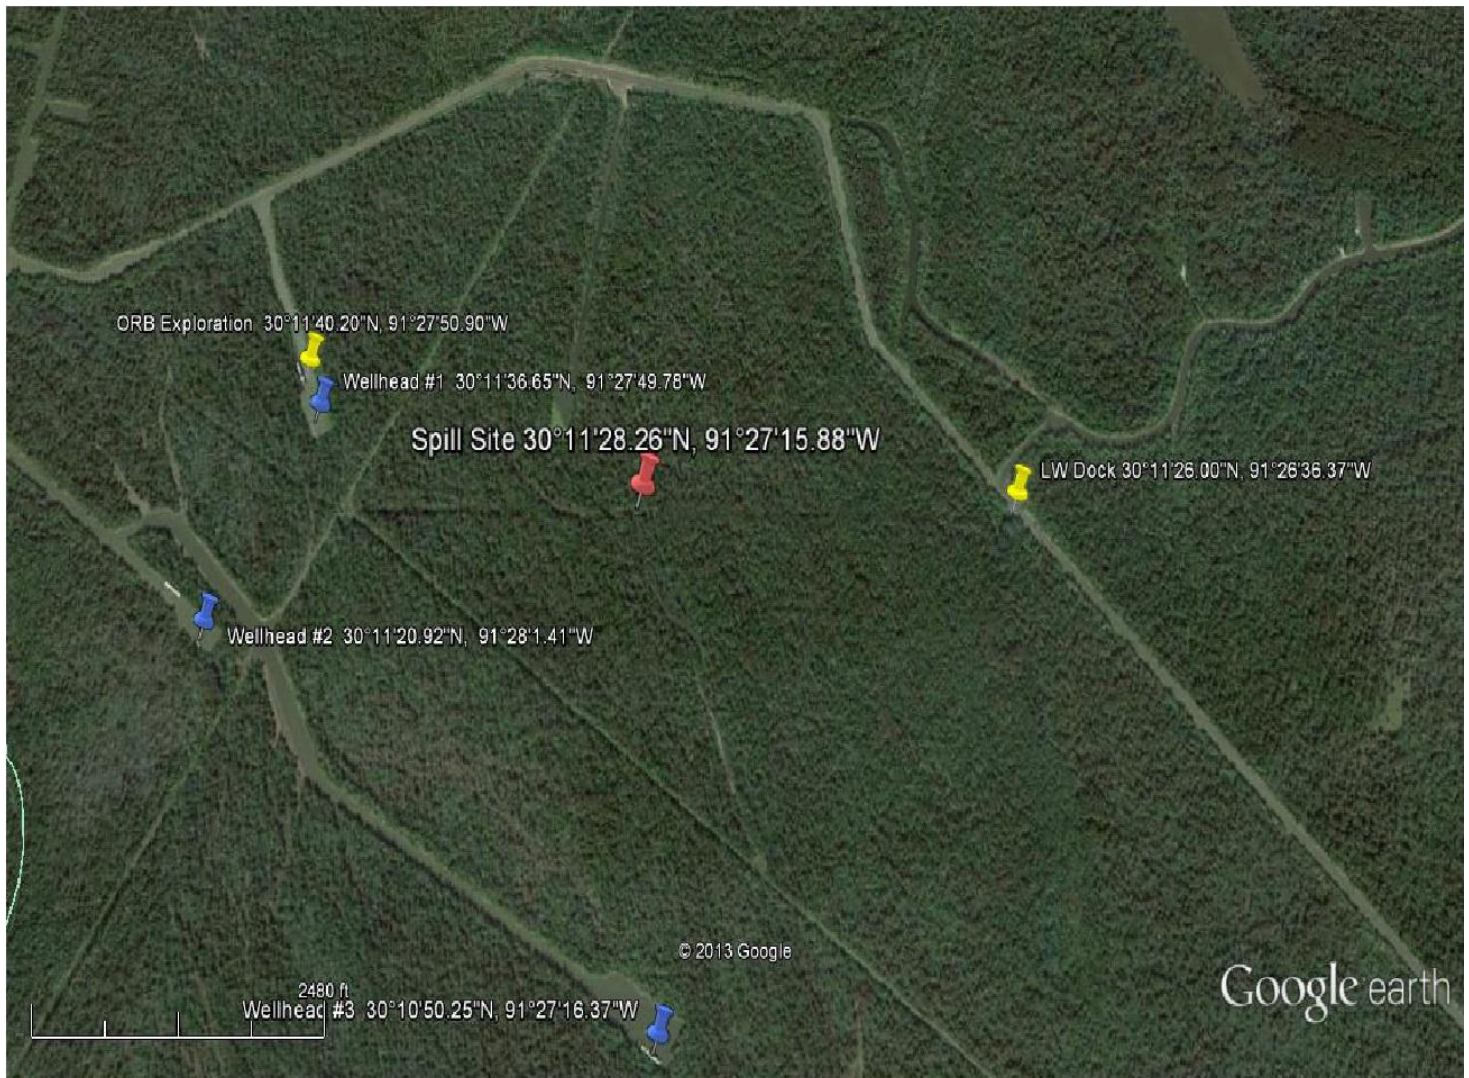 ORB Exploration 30°11'40.20"N, 91°27'50.90"W
Wellhead #1 30°11'36.65"N, 91°27'49.78"W
Spill Site 30°11'28.26"N, 91°27'15.88"W
LW Dock 30°11'26.00"N, 91°26'36.37"W
Wellhead #2 30°11'20.92"N, 91°28'1.41"W
© 2013 Google
Google earth
2480 ft
Wellhead #3 30°10'50.25"N, 91°27'16.37"W